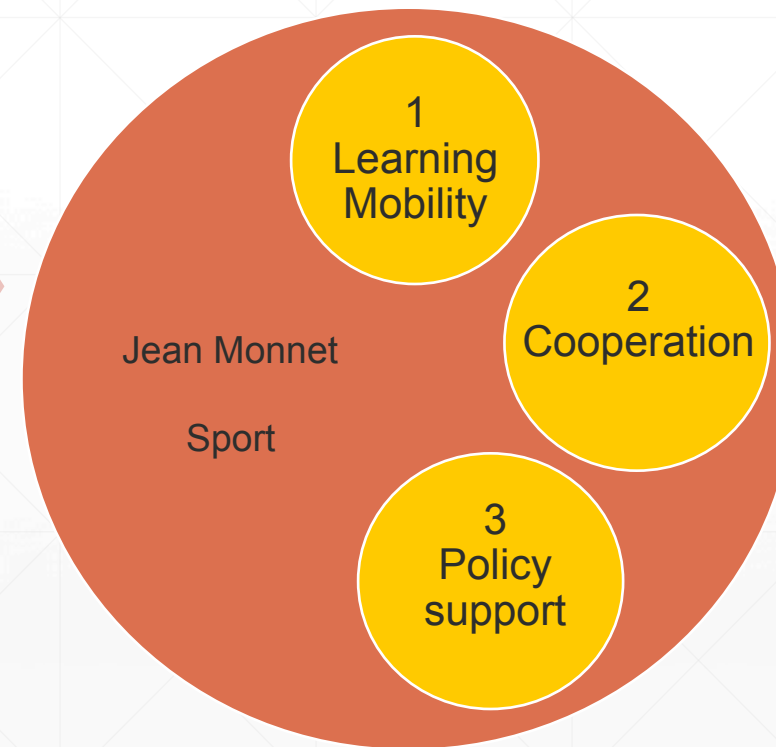 1
Learning
Mobility
2
Cooperation
Jean Monnet
Sport
3
Policy
support